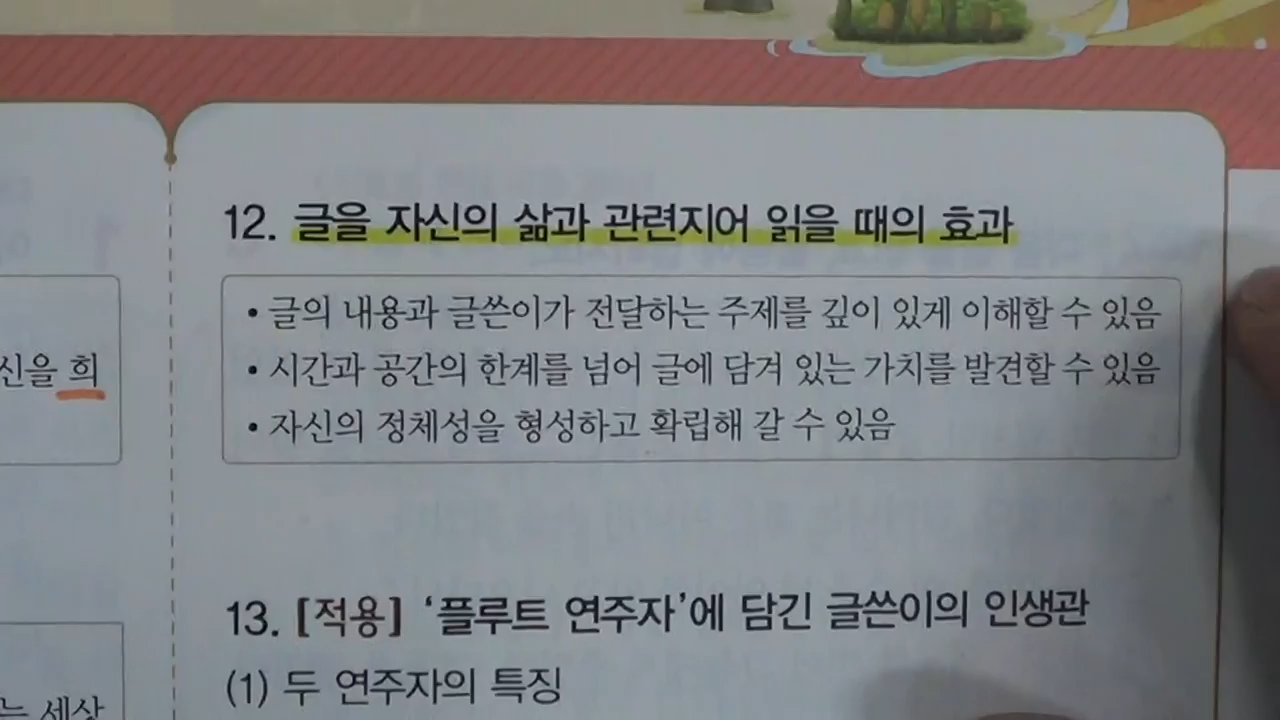 신을 희
는 세상
12. 글을 자신의 삶과 관련지어 읽을 때의 효과
• 글의 내용과 글쓴이가 전달하는 주제를 깊이 있게 이해할 수 있음
• 시간과 공간의 한계를 넘어 글에 담겨 있는 가치를 발견할 수 있음
• 자신의 정체성을 형성하고 확립해 갈 수 있음
13. [적용] ‘플루트 연주자’에 담긴 글쓴이의 인생관
(1) 두 연주자의 특징